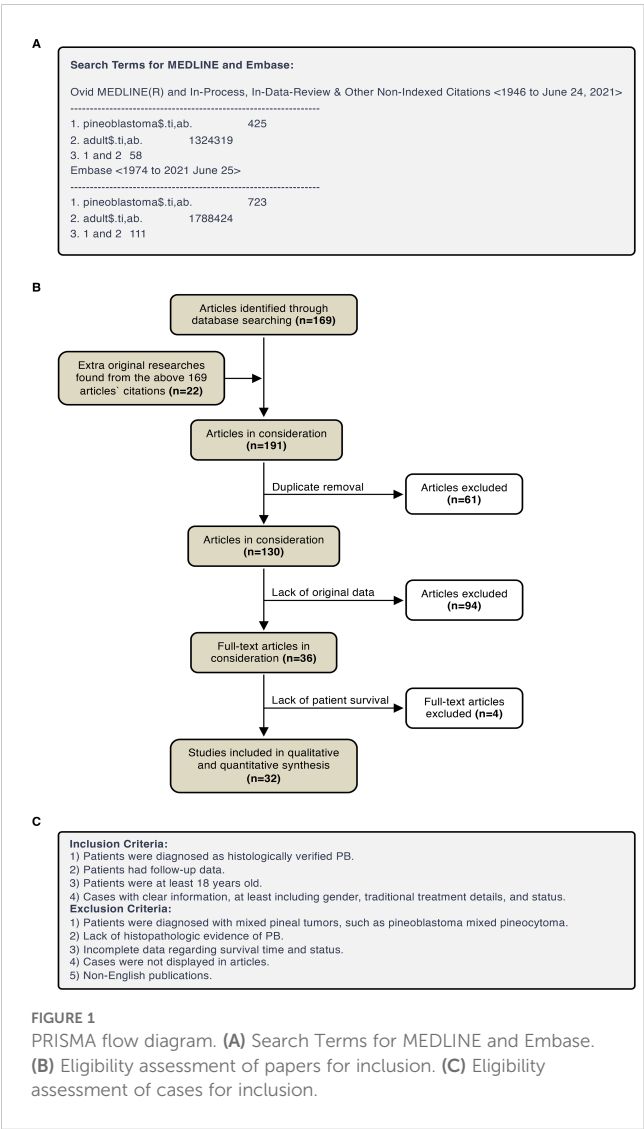 A
Search Terms for MEDLINE and Embase:
Ovid MEDLINE(R) and In-Process, In-Data-Review & Other Non-Indexed Citations <1946 to June 24, 2021>
----------------------------------------------------------------
1. pineoblastoma$.ti,ab. 425
2. adult$.ti,ab. 1324319
3. 1 and 2 58
Embase <1974 to 2021 June 25>
----------------------------------------------------------------
1. pineoblastoma$.ti,ab. 723
2. adult$.ti,ab. 1788424
3. 1 and 2 111
B
Articles identified through
database searching (n=169)
Extra original researches
found from the above 169
articles` citations (n=22)
Articles in consideration
(n=191)
Duplicate removal
Articles excluded
(n=61)
Articles in consideration
(n=130)
Lack of original data
Articles excluded
(n=94)
Full-text articles in
consideration (n=36)
Lack of patient survival
Full-text articles
excluded (n=4)
Studies included in qualitative
and quantitative synthesis
(n=32)
C
Inclusion Criteria:
1) Patients were diagnosed as histologically verified PB.
2) Patients had follow-up data.
3) Patients were at least 18 years old.
4) Cases with clear information, at least including gender, traditional treatment details, and status.
Exclusion Criteria:
1) Patients were diagnosed with mixed pineal tumors, such as pineoblastoma mixed pineocytoma.
2) Lack of histopathologic evidence of PB.
3) Incomplete data regarding survival time and status.
4) Cases were not displayed in articles.
5) Non-English publications.
FIGURE 1
PRISMA flow diagram. (A) Search Terms for MEDLINE and Embase.
(B) Eligibility assessment of papers for inclusion. (C) Eligibility
assessment of cases for inclusion.